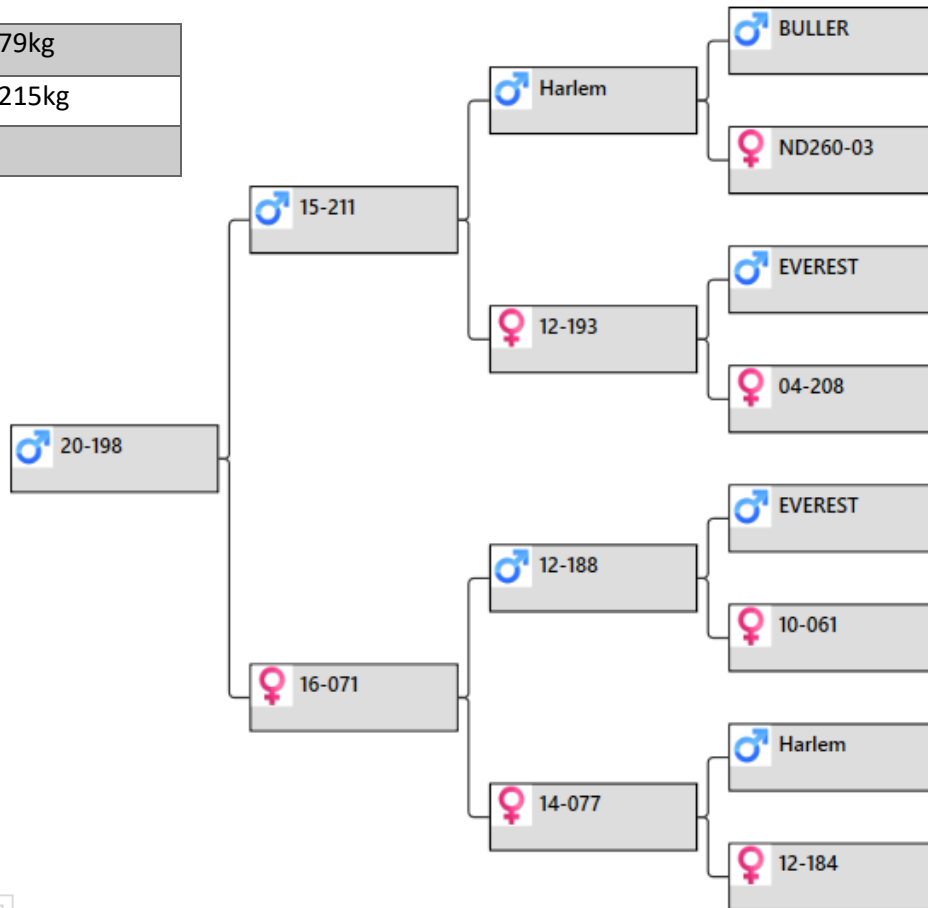 79kg
215kg
BULLER
Harlem
ND260-03
15-211
EVEREST
12-193
04-208
20-198
EVEREST
12-188
10-061
16-071
Harlem
14-077
12-184